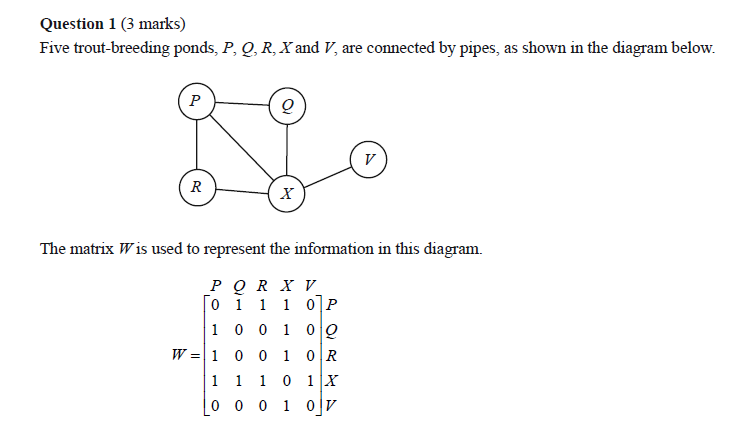 Question 1 (3 marks)
Five trout-breeding ponds, P, Q, R, X and V, are connected by pipes, as shown in the diagram below.
P
Q
V
R
X
The matrix W is used to represent the information in this diagram.
P Q R X V
0 1 1 1 0 P
1 0 0 1 0 Q
W = 1 0 0 1 0 R
1 1 1 0 1 X
0 0 0 1 0 V